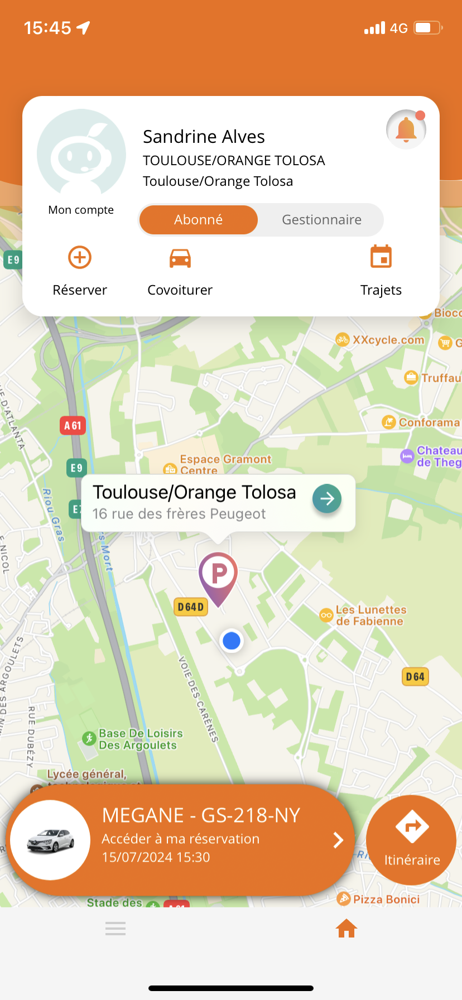 15:45
4G
Sandrine Alves
TOULOUSE/ORANGE TOLOSA
Toulouse/Orange Tolosa
Mon compte
Abonné
Gestionnaire
Réserver
Covoiturer
Trajets
E9
XXcycle.com
G
Truffau
D'ATLANTA
A61
Conforama
Chateau
de Theg
Espace Gramont
Centre
E9
Toulouse/Orange Tolosa
16 rue des frères Peugeot
Riou Gras
E7
s Mort
NICOL
P
D64D
Les Lunettes
de Fabienne
D64
DES ARGOULETS
VOIE DES CARÈNES
RUE DUBÉZY
Base De Loisirs
Des Argoulets
Lycée général,
MEGANE - GS-218-NY
Accéder à ma réservation
15/07/2024 15:30
Itinéraire
Stade des
Pizza Bonici